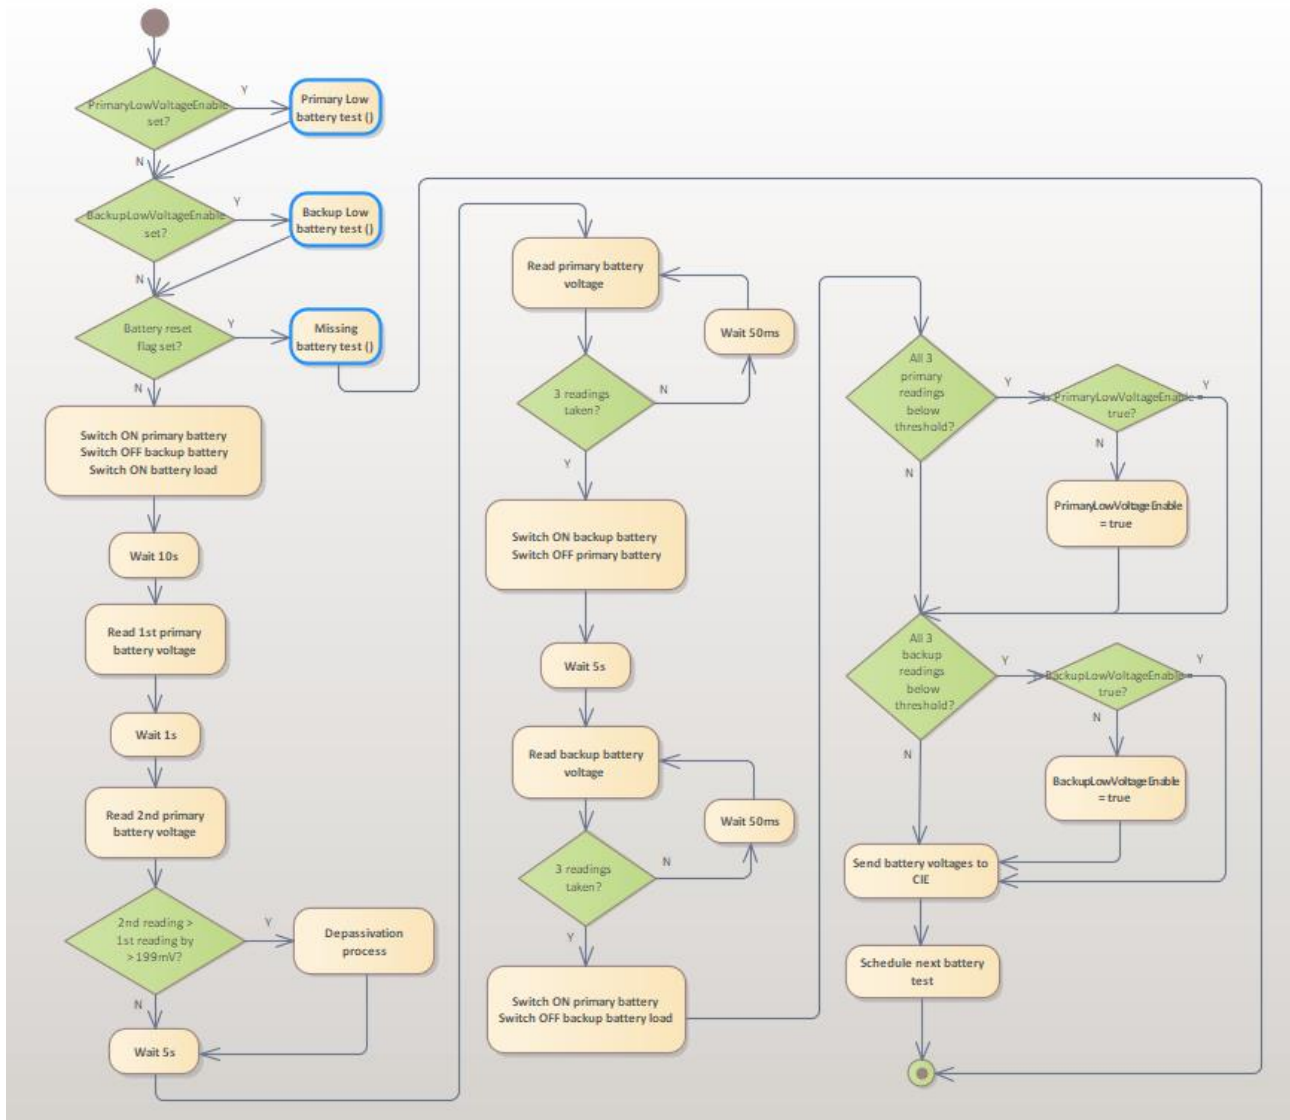 PrimaryLowVoltageEnable
set?
Y
N
Primary Low
battery test ()
BackupLowVoltageEnable
set?
Y
N
Backup Low
battery test ()
Battery reset
flag set?
Y
N
Missing
battery test ()
Switch ON primary battery
Switch OFF backup battery
Switch ON battery load
Wait 10s
Read 1st primary
battery voltage
Wait 1s
Read 2nd primary
battery voltage
2nd reading >
1st reading by
> 199mV?
Y
N
Depassivation
process
Wait 5s
Read primary battery
voltage
Wait 50ms
3 readings
taken?
N
Y
Switch ON backup battery
Switch OFF primary battery
Wait 5s
Read backup battery
voltage
Wait 50ms
3 readings
taken?
N
Y
Switch ON primary battery
Switch OFF backup battery load
All 3
primary
readings
below
threshold?
Y
N
PrimaryLowVoltageEnable =
true?
Y
N
PrimaryLowVoltageEnable
= true
All 3
backup
readings
below
threshold?
Y
N
BackupLowVoltageEnable =
true?
Y
N
BackupLowVoltageEnable
= true
Send battery voltages to
CIE
Schedule next battery
test